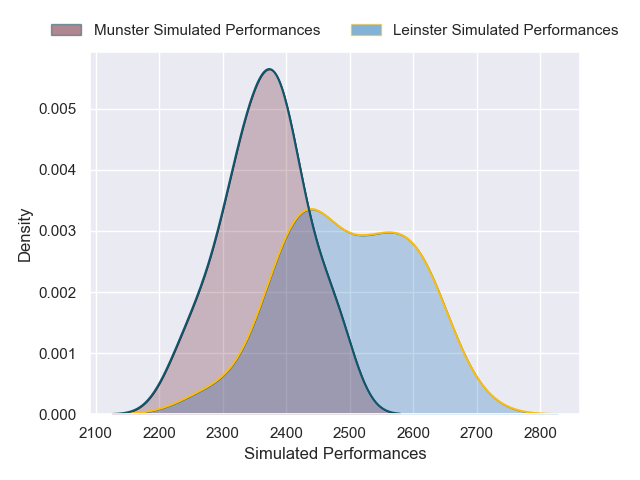 Munster Simulated Performances Leinster Simulated Performances
0.005
0.004
0.003
0.002
0.001
0.000
Density
2100 2200 2300 2400 2500 2600 2700 2800
Simulated Performances